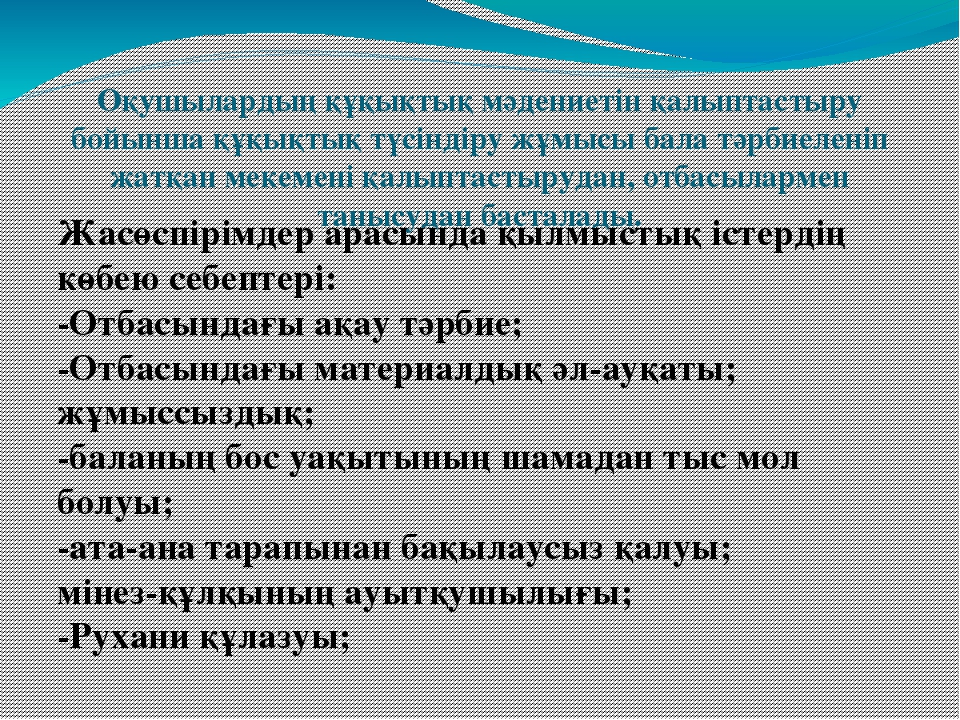 Оқушылардың құқықтық мәдениетін қалыптастыру
бойынша құқықтық түсіндіру жұмысы бала тәрбиеленіп
жатқан мекемені қалыптастырудан, отбасылармен
танысудан басталады.
Жасөспірімдер арасында қылмыстық істердің
көбею себептері:
-Отбасындағы ақау тәрбие;
-Отбасындағы материалдық әл-ауқаты;
жұмыссыздық;
-баланың бос уақытының шамадан тыс мол
болуы;
-ата-ана тарапынан бақылаусыз қалуы;
мінез-құлқының ауытқушылығы;
-Рухани құлазуы;